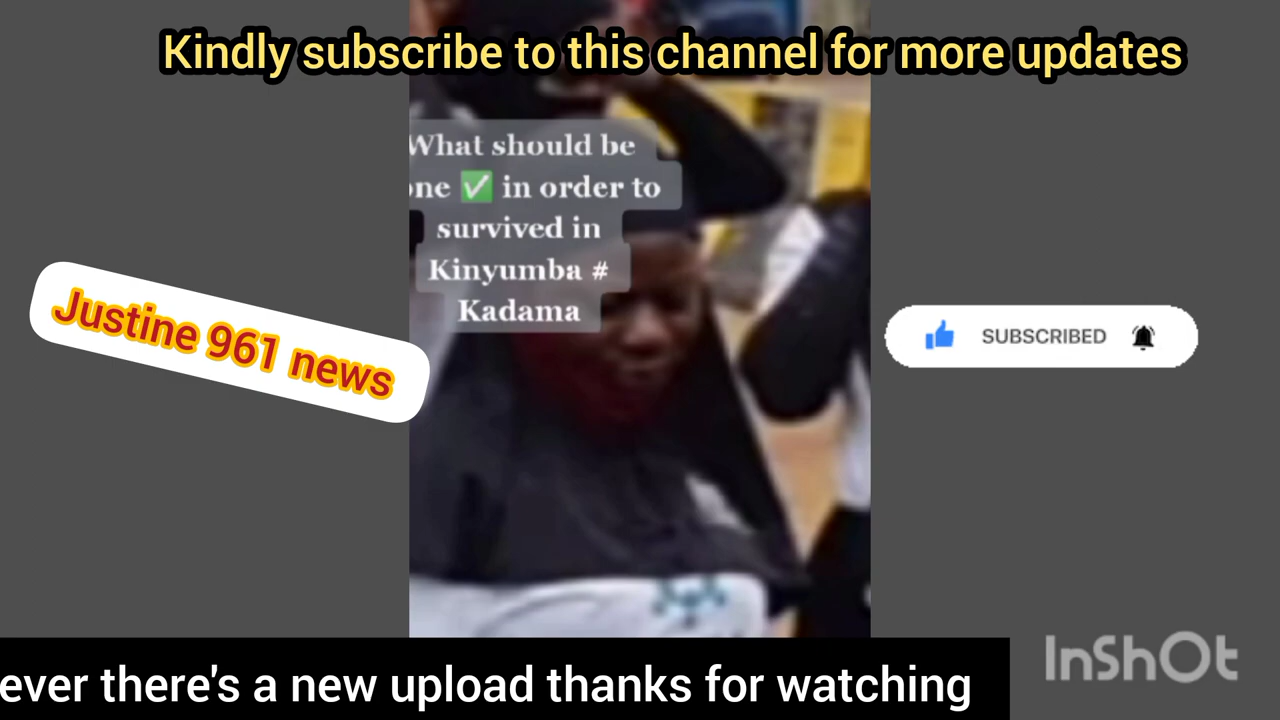 Kindly subscribe to this channel for more updates
What should be
one ✅ in order to
survived in
Kinyumba #
Kadama
Justine 961 news
SUBSCRIBED
ever there's a new upload thanks for watching
InShOt